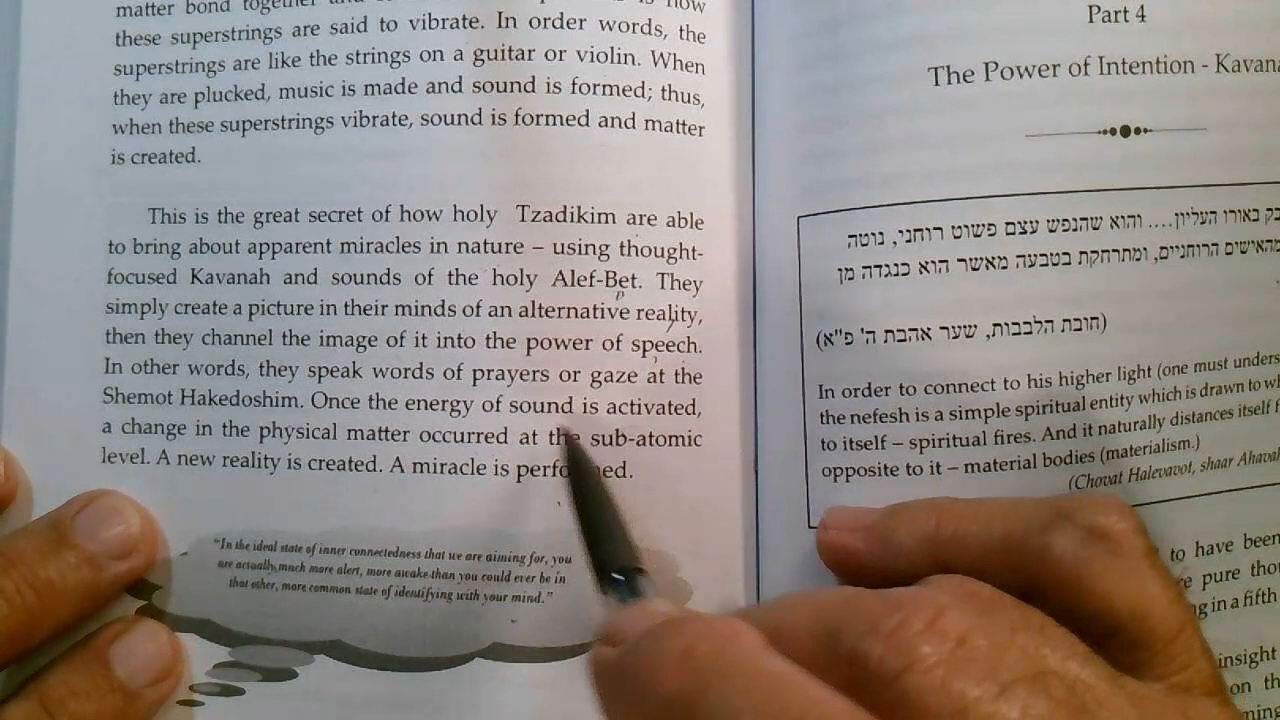 matter bond together and
these superstrings are said to vibrate. In order words, the
superstrings are like the strings on a guitar or violin. When
they are plucked, music is made and sound is formed; thus,
when these superstrings vibrate, sound is formed and matter
is created.
This is the great secret of how holy Tzadikim are able
to bring about apparent miracles in nature – using thought-
focused Kavanah and sounds of the holy Alef-Bet. They
simply create a picture in their minds of an alternative reality,
then they channel the image of it into the power of speech.
In other words, they speak words of prayers or gaze at the
Shemot Hakedoshim. Once the energy of sound is activated,
a change in the physical matter occurred at the sub-atomic
level. A new reality is created. A miracle is
"In the ideal state of inner connectedness that we are aiming for, you
are actually much more alert, more awake than you could ever be in
that other, more common state of identifying with your mind."
Part 4
The Power of Intention -
באורו העליון.... והוא שהנפש עצם פשוט רוחני, נוטה
הרוחניים, ומתרחקת בטבעה מאשר הוא כנגדה מן
(חובת הלבבות, שער אהבת ה' פ"א)
In order to connect to his higher light (one must
the nefesh is a simple spiritual entity which is drawn to
to itself – spiritual fires. And it naturally distances itself
opposite to it – material bodies (materialism.)
(Chovat Halevavot, shaar
to have been
pure
in a fifth
insight
on